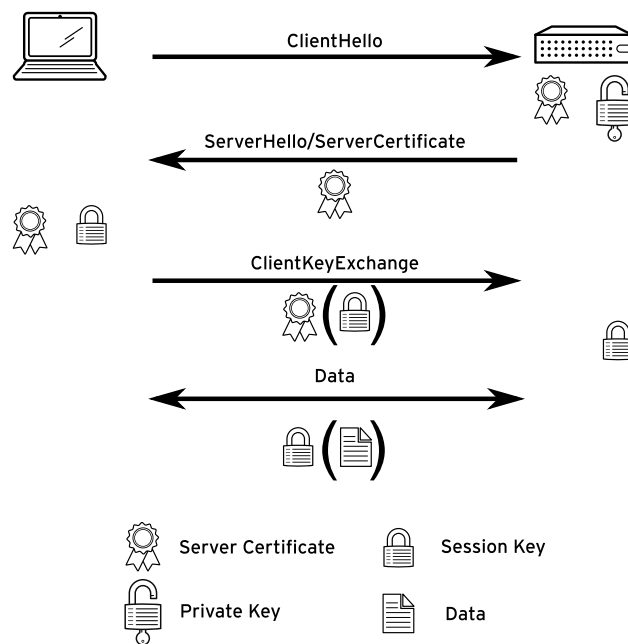 ClientHello
ServerHello/ServerCertificate
ClientKeyExchange
Data
Server Certificate
Session Key
Private Key
Data